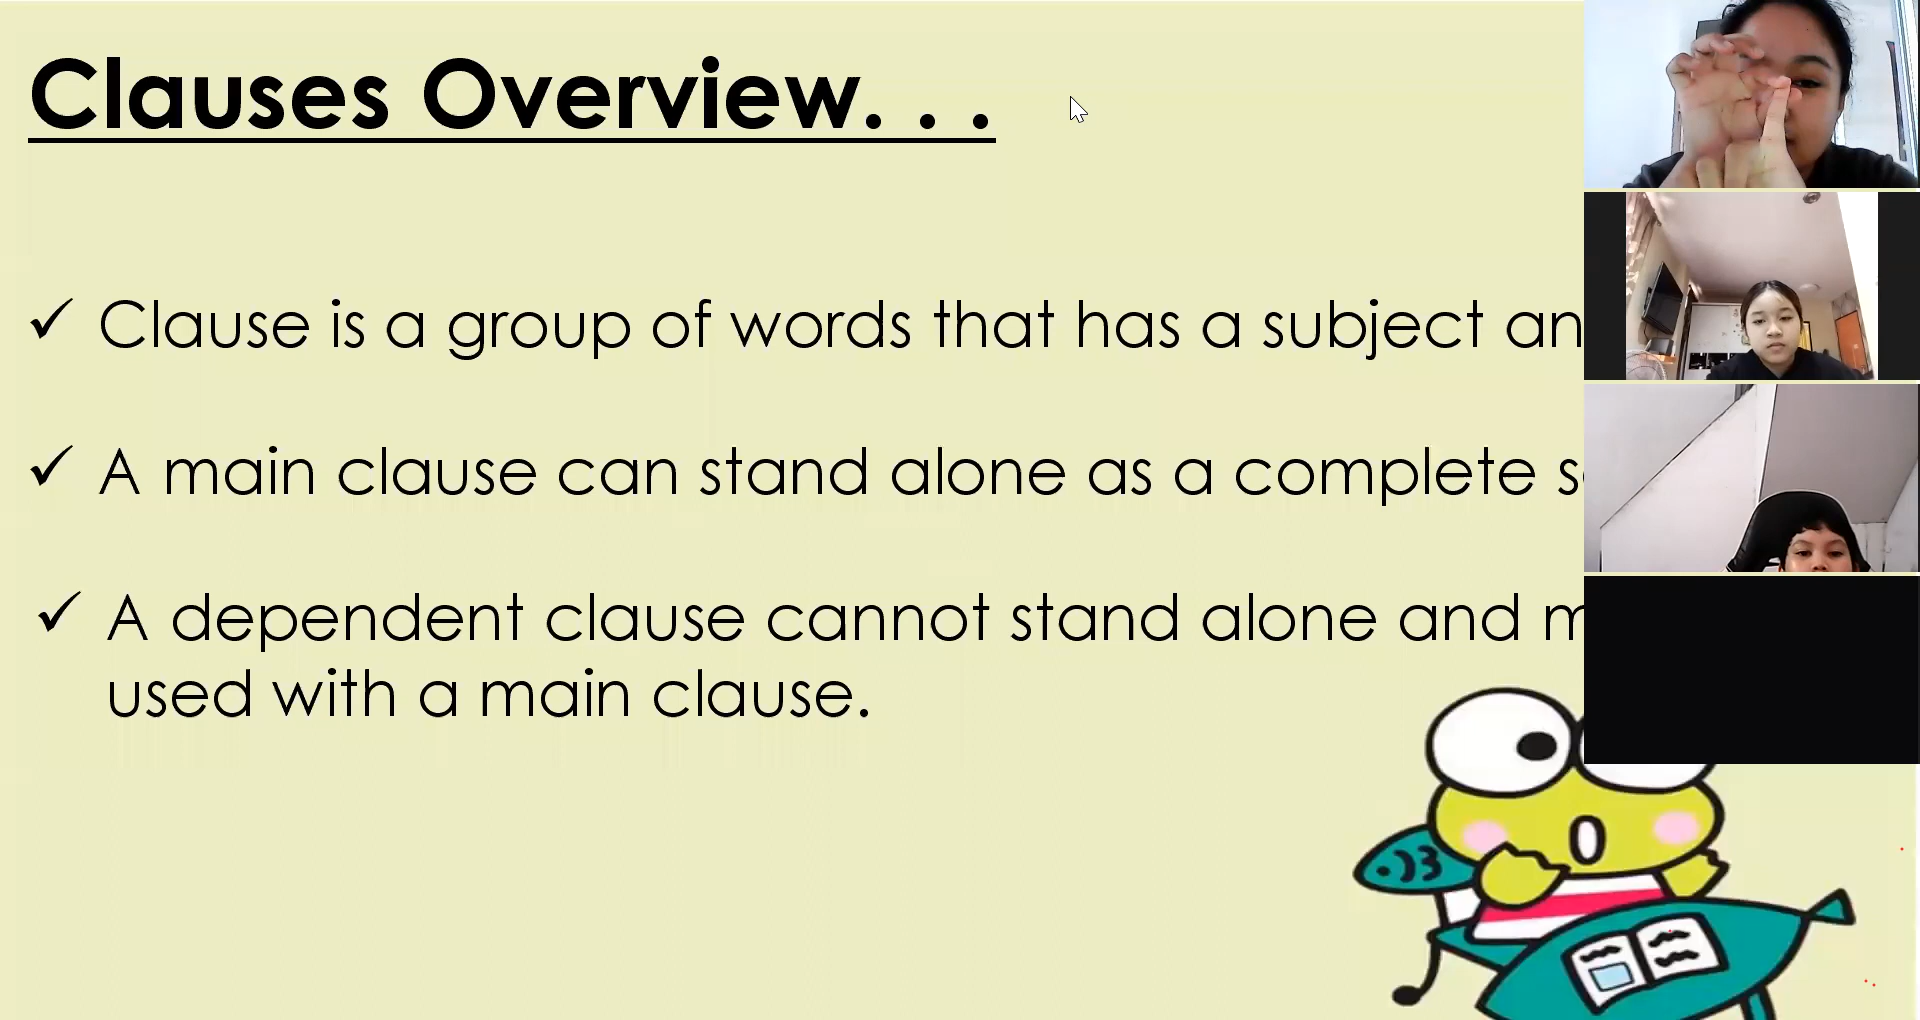 Clauses Overview. . .
Clause is a group of words that has a subject an
A main clause can stand alone as a complete
A dependent clause cannot stand alone and
used with a main clause.